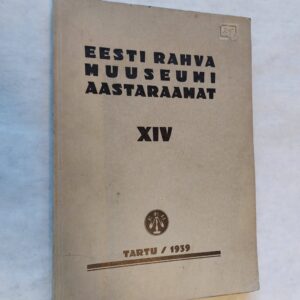 EESTI RAHVA
MUUSEUMI
AASTARAAMAT
XIV
TARTU / 1939